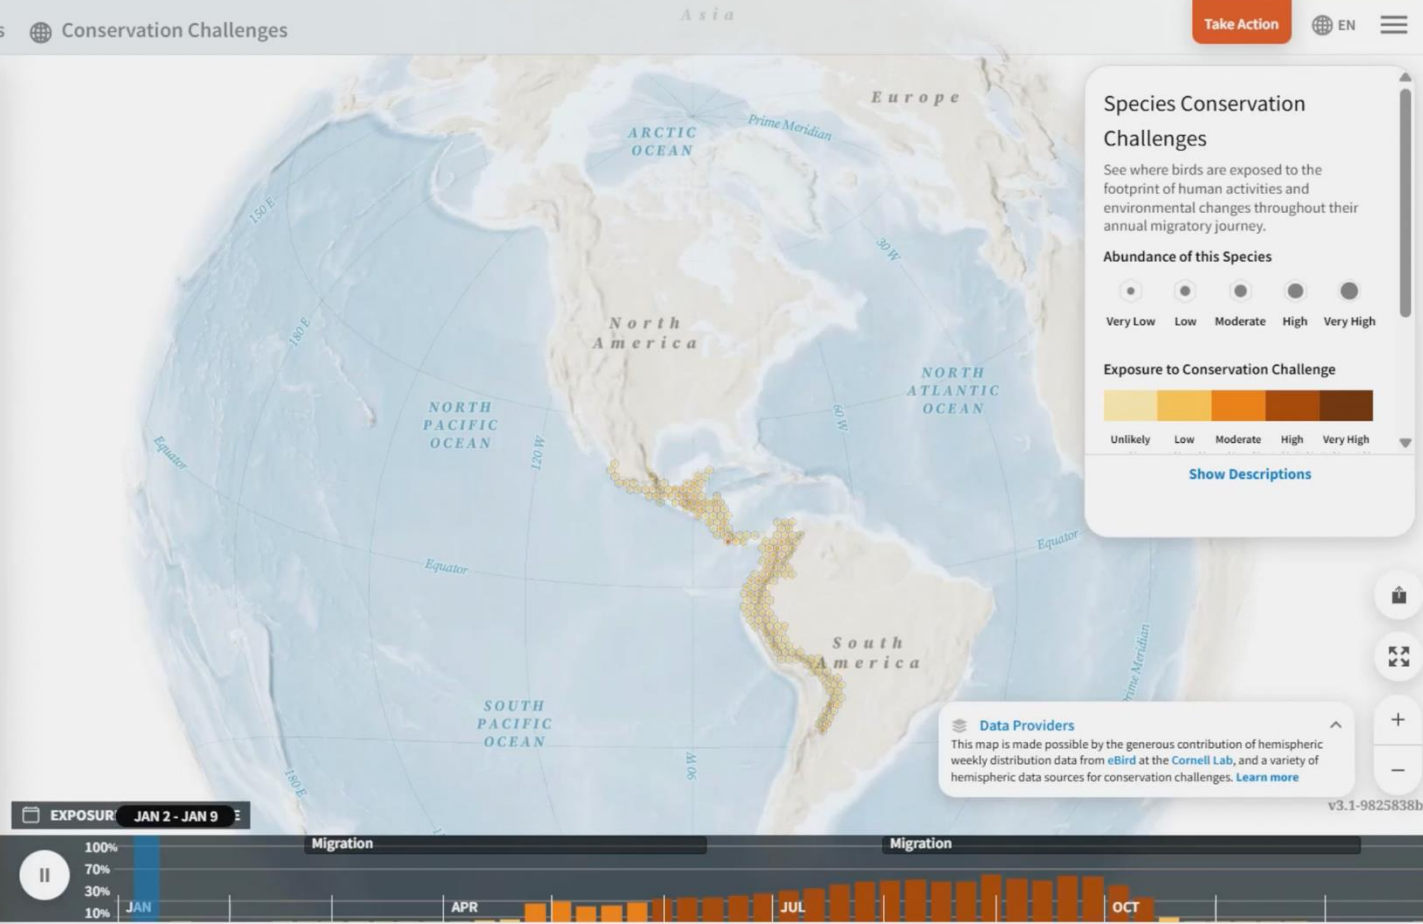 Asia
s
Conservation Challenges
Take Action
EN
Europe
ARCTIC
OCEAN
Prime Meridian
150 E
30 W
180 E
North
America
NORTH
PACIFIC
OCEAN
NORTH
ATLANTIC
OCEAN
60 W
120 W
Equator
Equator
Equator
South
America
SOUTH
PACIFIC
OCEAN
90 W
180 E
Prime Meridian
Species Conservation
Challenges
See where birds are exposed to the
footprint of human activities and
environmental changes throughout their
annual migratory journey.
Abundance of this Species
Very Low Low Moderate High Very High
Exposure to Conservation Challenge
Unlikely Low Moderate High Very High
Show Descriptions
Data Providers
This map is made possible by the generous contribution of hemispheric
weekly distribution data from eBird at the Cornell Lab, and a variety of
hemispheric data sources for conservation challenges. Learn more
v3.1-9825838b
EXPOSUR JAN 2 - JAN 9 E
Migration Migration
100%
70%
30%
10%
JAN APR JUL OCT